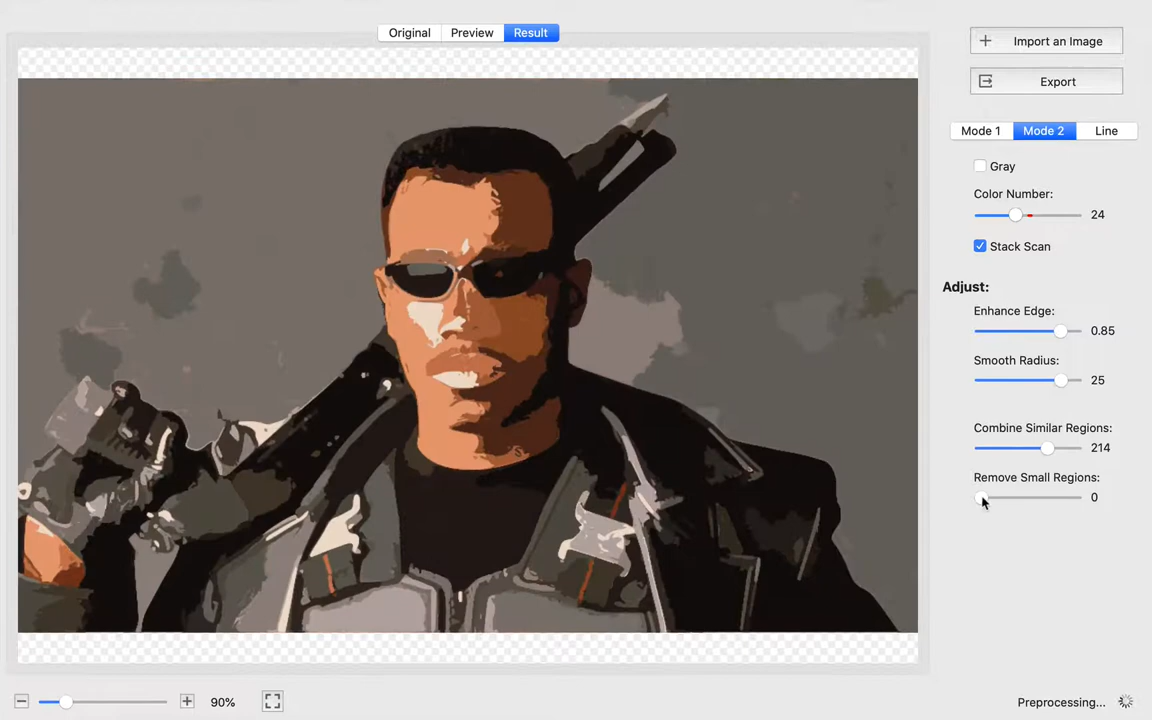 Original Preview Result
Import an Image
Export
Mode 1 Mode 2 Line
Gray
Color Number:
24
Stack Scan
Adjust:
Enhance Edge:
0.85
Smooth Radius:
25
Combine Similar Regions:
214
Remove Small Regions:
0
90%
Preprocessing...